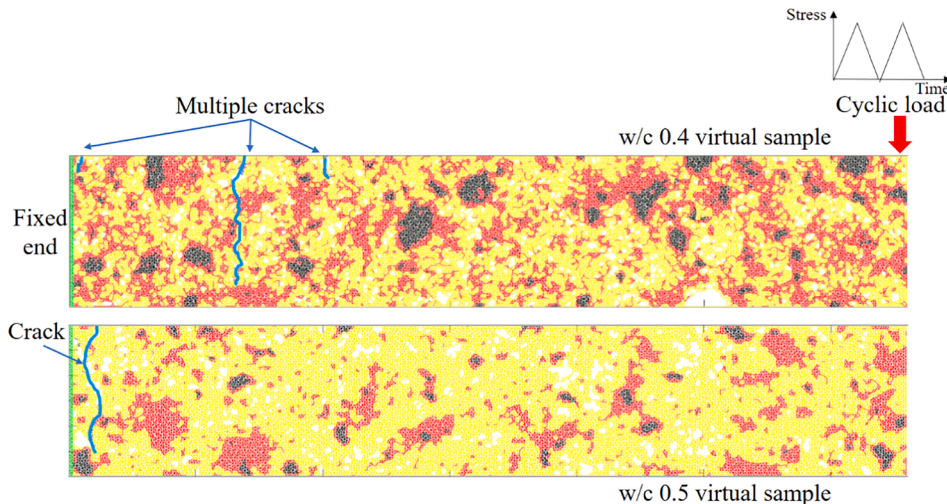 Stress
Time
Multiple cracks
Cyclic load
w/c 0.4 virtual sample
Fixed
end
Crack
w/c 0.5 virtual sample